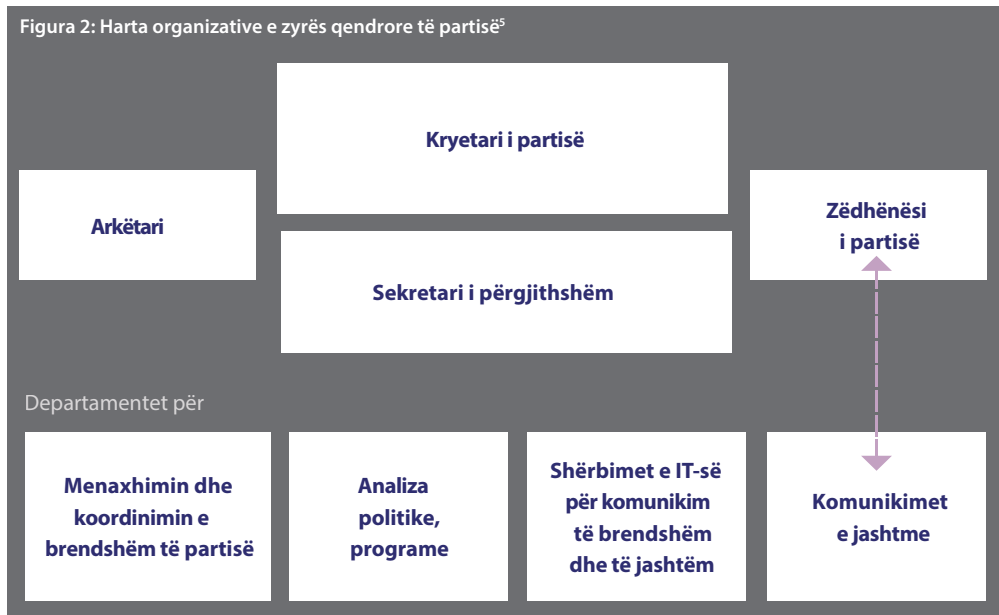 Figura 2: Harta organizative e zyrës qendrore të partisë⁵
Kryetari i partisë
Arkëtari
Zëdhënësi
i partisë
Sekretari i përgjithshëm
Departamentet për
Menaxhimin dhe
koordinimin e
brendshëm të partisë
Analiza
politike,
programe
Shërbimet e IT-së
për komunikim
të brendshëm
dhe të jashtëm
Komunikimet
e jashtme